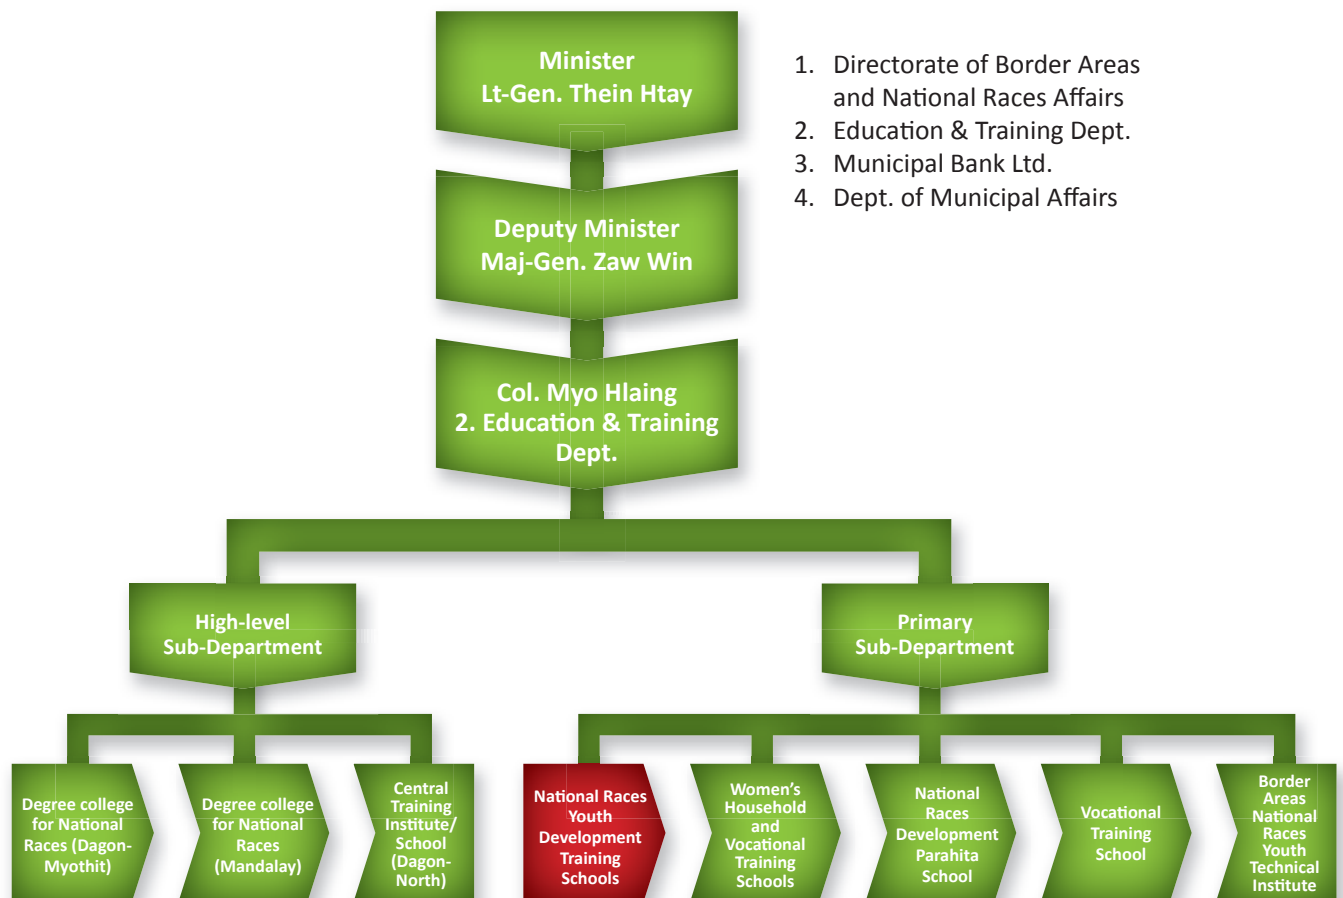 Minister
Lt-Gen. Thein Htay
1. Directorate of Border Areas
and National Races Affairs
2. Education & Training Dept.
3. Municipal Bank Ltd.
4. Dept. of Municipal Affairs
Deputy Minister
Maj-Gen. Zaw Win
Col. Myo Hlaing
2. Education & Training
Dept.
High-level
Sub-Department
Primary
Sub-Department
Degree college
for National
Races (Dagon-
Myothit)
Degree college
for National
Races
(Mandalay)
Central
Training
Institute/
School
(Dagon-
North)
National Races
Youth
Development
Training
Schools
Women's
Household
and
Vocational
Training
Schools
National
Races
Development
Parahita
School
Vocational
Training
School
Border
Areas
National
Races
Youth
Technical
Institute